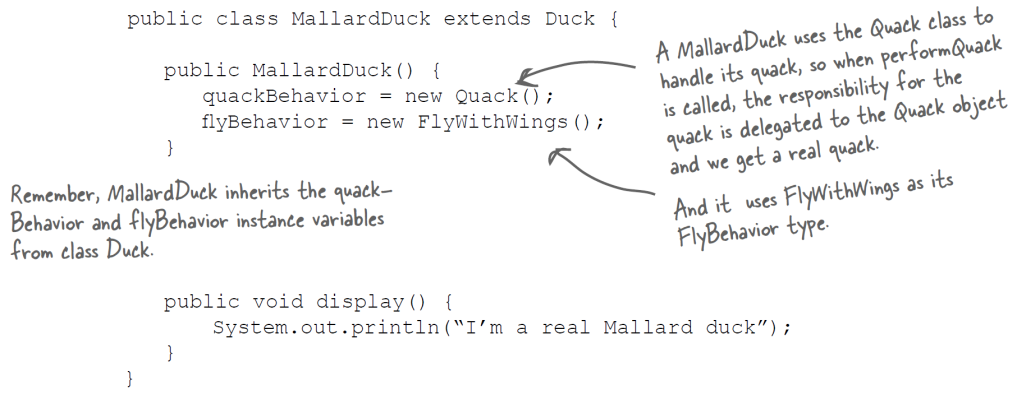 public class MallardDuck extends Duck {
public MallardDuck() {
quackBehavior = new Quack();
flyBehavior = new FlyWithWings();
}
A MallardDuck uses the Quack class to
handle its quack, so when performQuack
is called, the responsibility for the
quack is delegated to the Quack object
and we get a real quack.
And it uses FlyWithWings as its
FlyBehavior type.
Remember, MallardDuck inherits the quack–
Behavior and flyBehavior instance variables
from class Duck.
public void display() {
System.out.println(“I’m a real Mallard duck”);
}
}